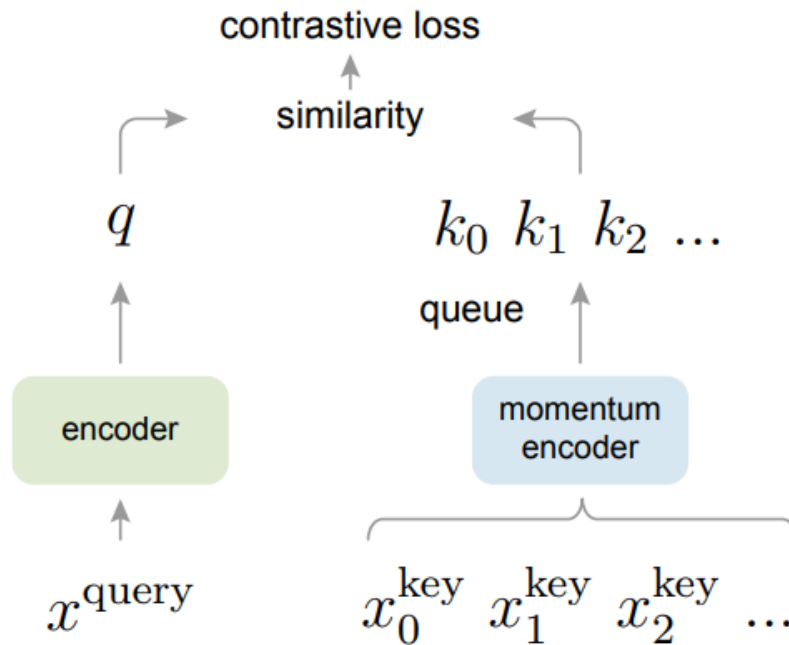 contrastive loss
similarity
q k₀ k₁ k₂ ...
queue
encoder
momentum
encoder
x^query x₀^key x₁^key x₂^key ...